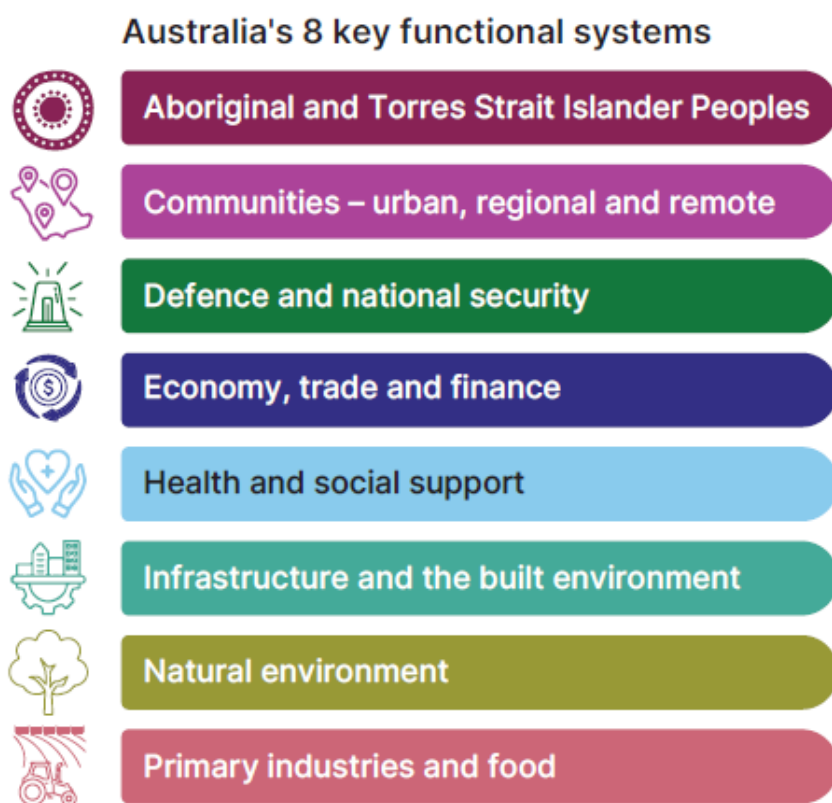 Australia's 8 key functional systems
Aboriginal and Torres Strait Islander Peoples
Communities – urban, regional and remote
Defence and national security
Economy, trade and finance
$
Health and social support
Infrastructure and the built environment
Natural environment
Primary industries and food